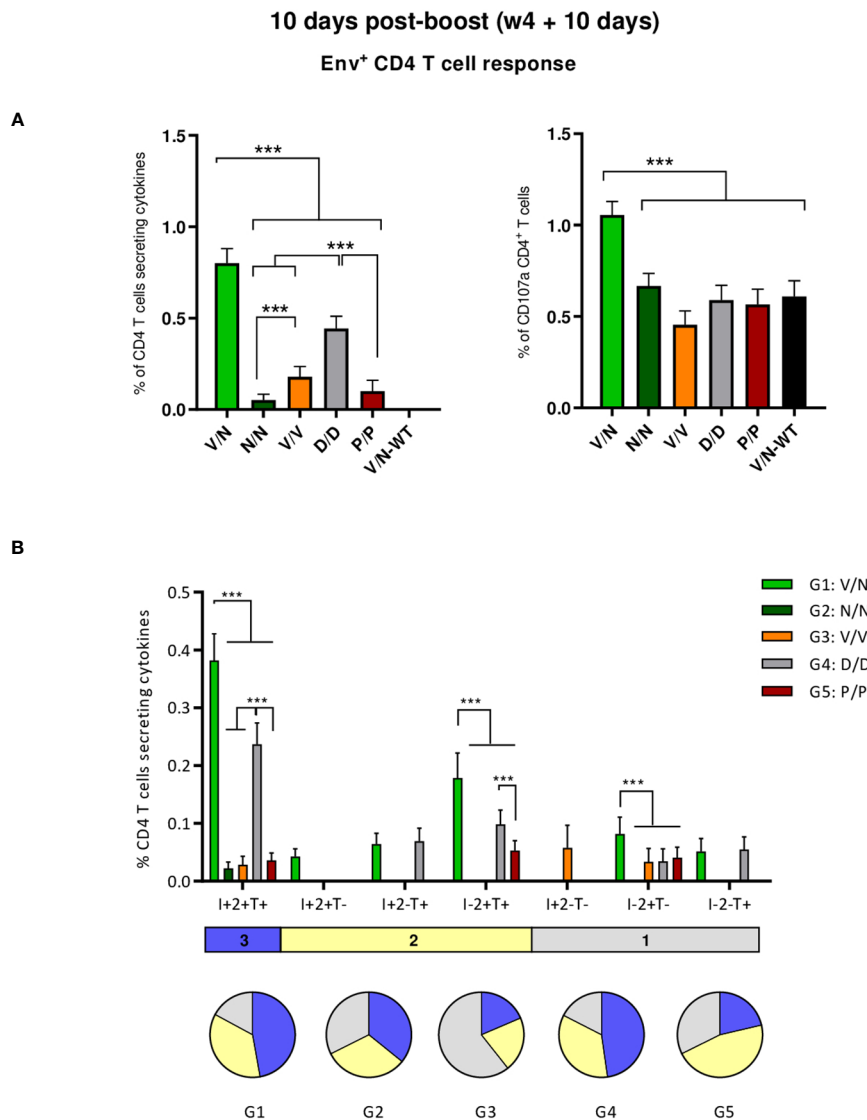 10 days post-boost (w4 + 10 days)
Env⁺ CD4 T cell response
A
% of CD4 T cells secreting cytokines
1.5
1.0
0.5
0.0
***
***
***
V/N
N/N
V/V
D/D
P/P
V/N-WT
% of CD107a CD4⁺ T cells
1.5
1.0
0.5
0.0
***
V/N
N/N
V/V
D/D
P/P
V/N-WT
B
% CD4 T cells secreting cytokines
0.5
0.4
0.3
0.2
0.1
0.0
***
***
***
***
***
I+2+T+
I+2+T-
I+2-T+
I-2+T+
I+2-T-
I-2+T-
I-2-T+
G1: V/N
G2: N/N
G3: V/V
G4: D/D
G5: P/P
3
2
1
G1
G2
G3
G4
G5